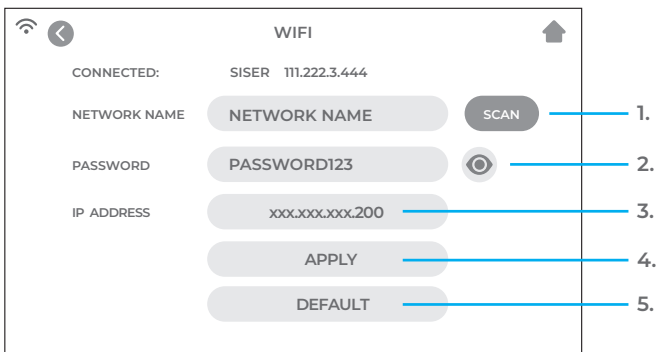 WIFI
CONNECTED: SISER 111.222.3.444
NETWORK NAME NETWORK NAME SCAN 1.
PASSWORD PASSWORD123 2.
IP ADDRESS xxx.xxx.xxx.200 3.
APPLY 4.
DEFAULT 5.